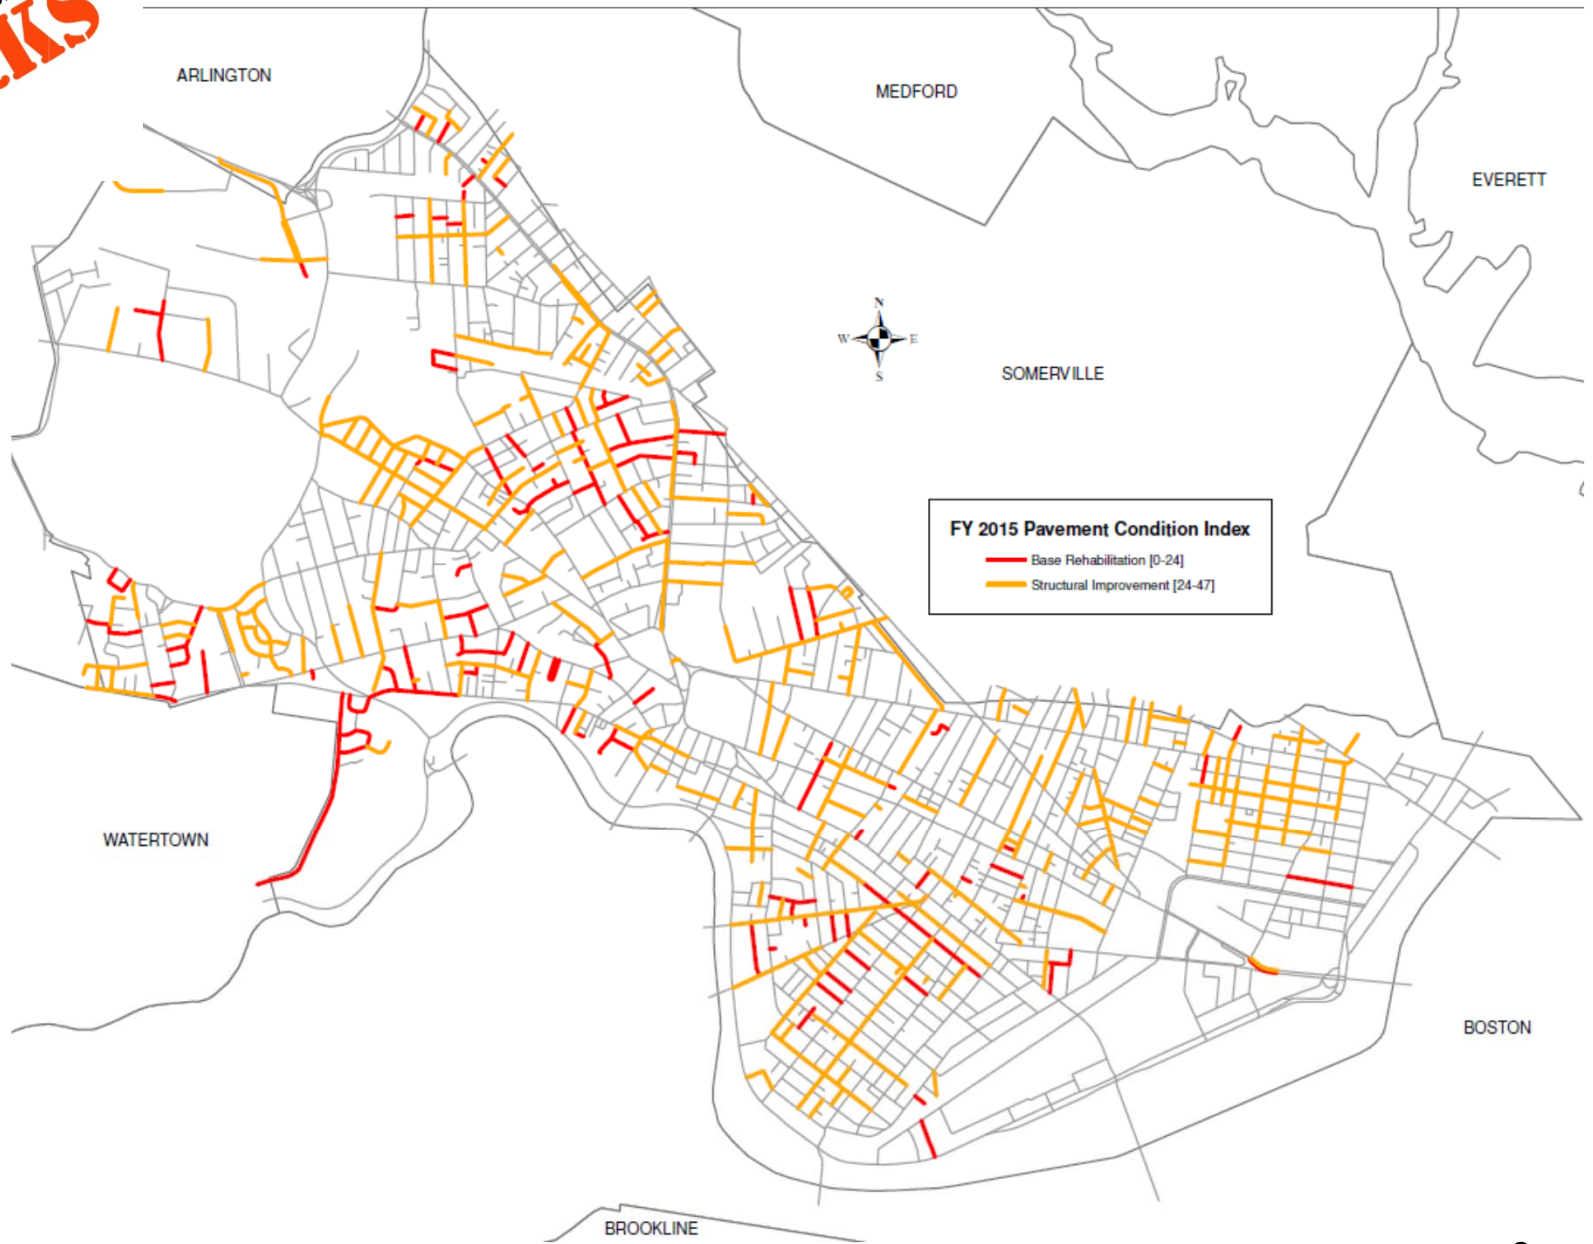 KS
ARLINGTON
MEDFORD
EVERETT
N
W E
S
SOMERVILLE
FY 2015 Pavement Condition Index
Base Rehabilitation [0-24]
Structural Improvement [24-47]
WATERTOWN
BOSTON
BROOKLINE